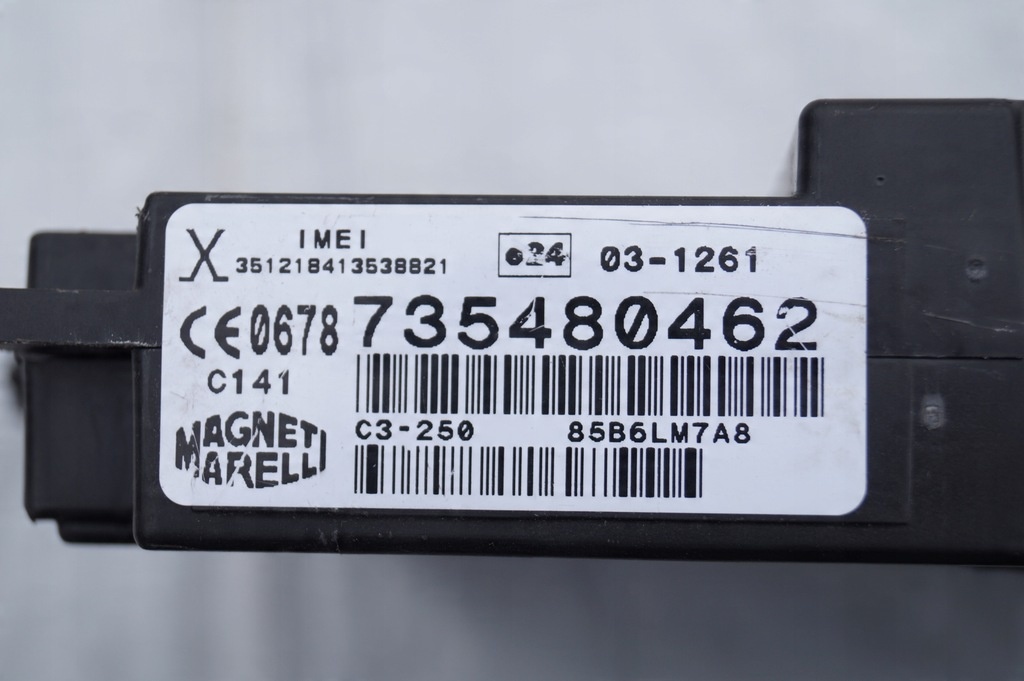 IMEI
351218413538821
e24 03-1261
CE0678 735480462
C141
C3-250 85B6LM7A8
MAGNETI
MARELLI